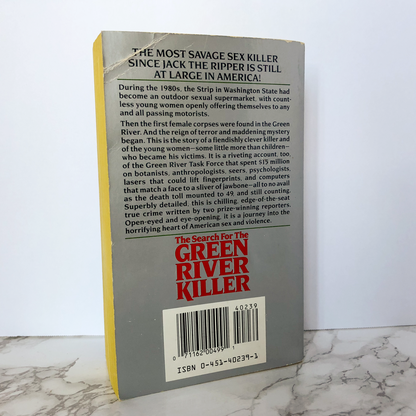 THE MOST SAVAGE SEX KILLER
SINCE JACK THE RIPPER IS STILL
AT LARGE IN AMERICA!
During the 1980s, the Strip in Washington State had
become an outdoor sexual supermarket, with count-
less young women openly offering themselves to any
and all passing motorists.
Then the first female corpses were found in the Green
River. And the reign of terror and maddening mystery
began. This is the story of a fiendishly clever killer and
of the young women—some little more than children—
who became his victims. It is a riveting account, too,
of the Green River Task Force that spent $15 million
on botanists, anthropologists, seers, psychologists,
lasers that could lift fingerprints, and computers
that match a face to a sliver of jawbone—all to no avail
as the death toll mounted to 49, and still counting.
Superbly detailed, this is chilling, edge-of-the-seat
true crime written by two prize-winning reporters.
Open-eyed and eye-opening, it is a journey into the
horrifying heart of American sex and violence.
The Search For The
GREEN
RIVER
KILLER
40239
0 71162 00499 1
ISBN 0-451-40239-1